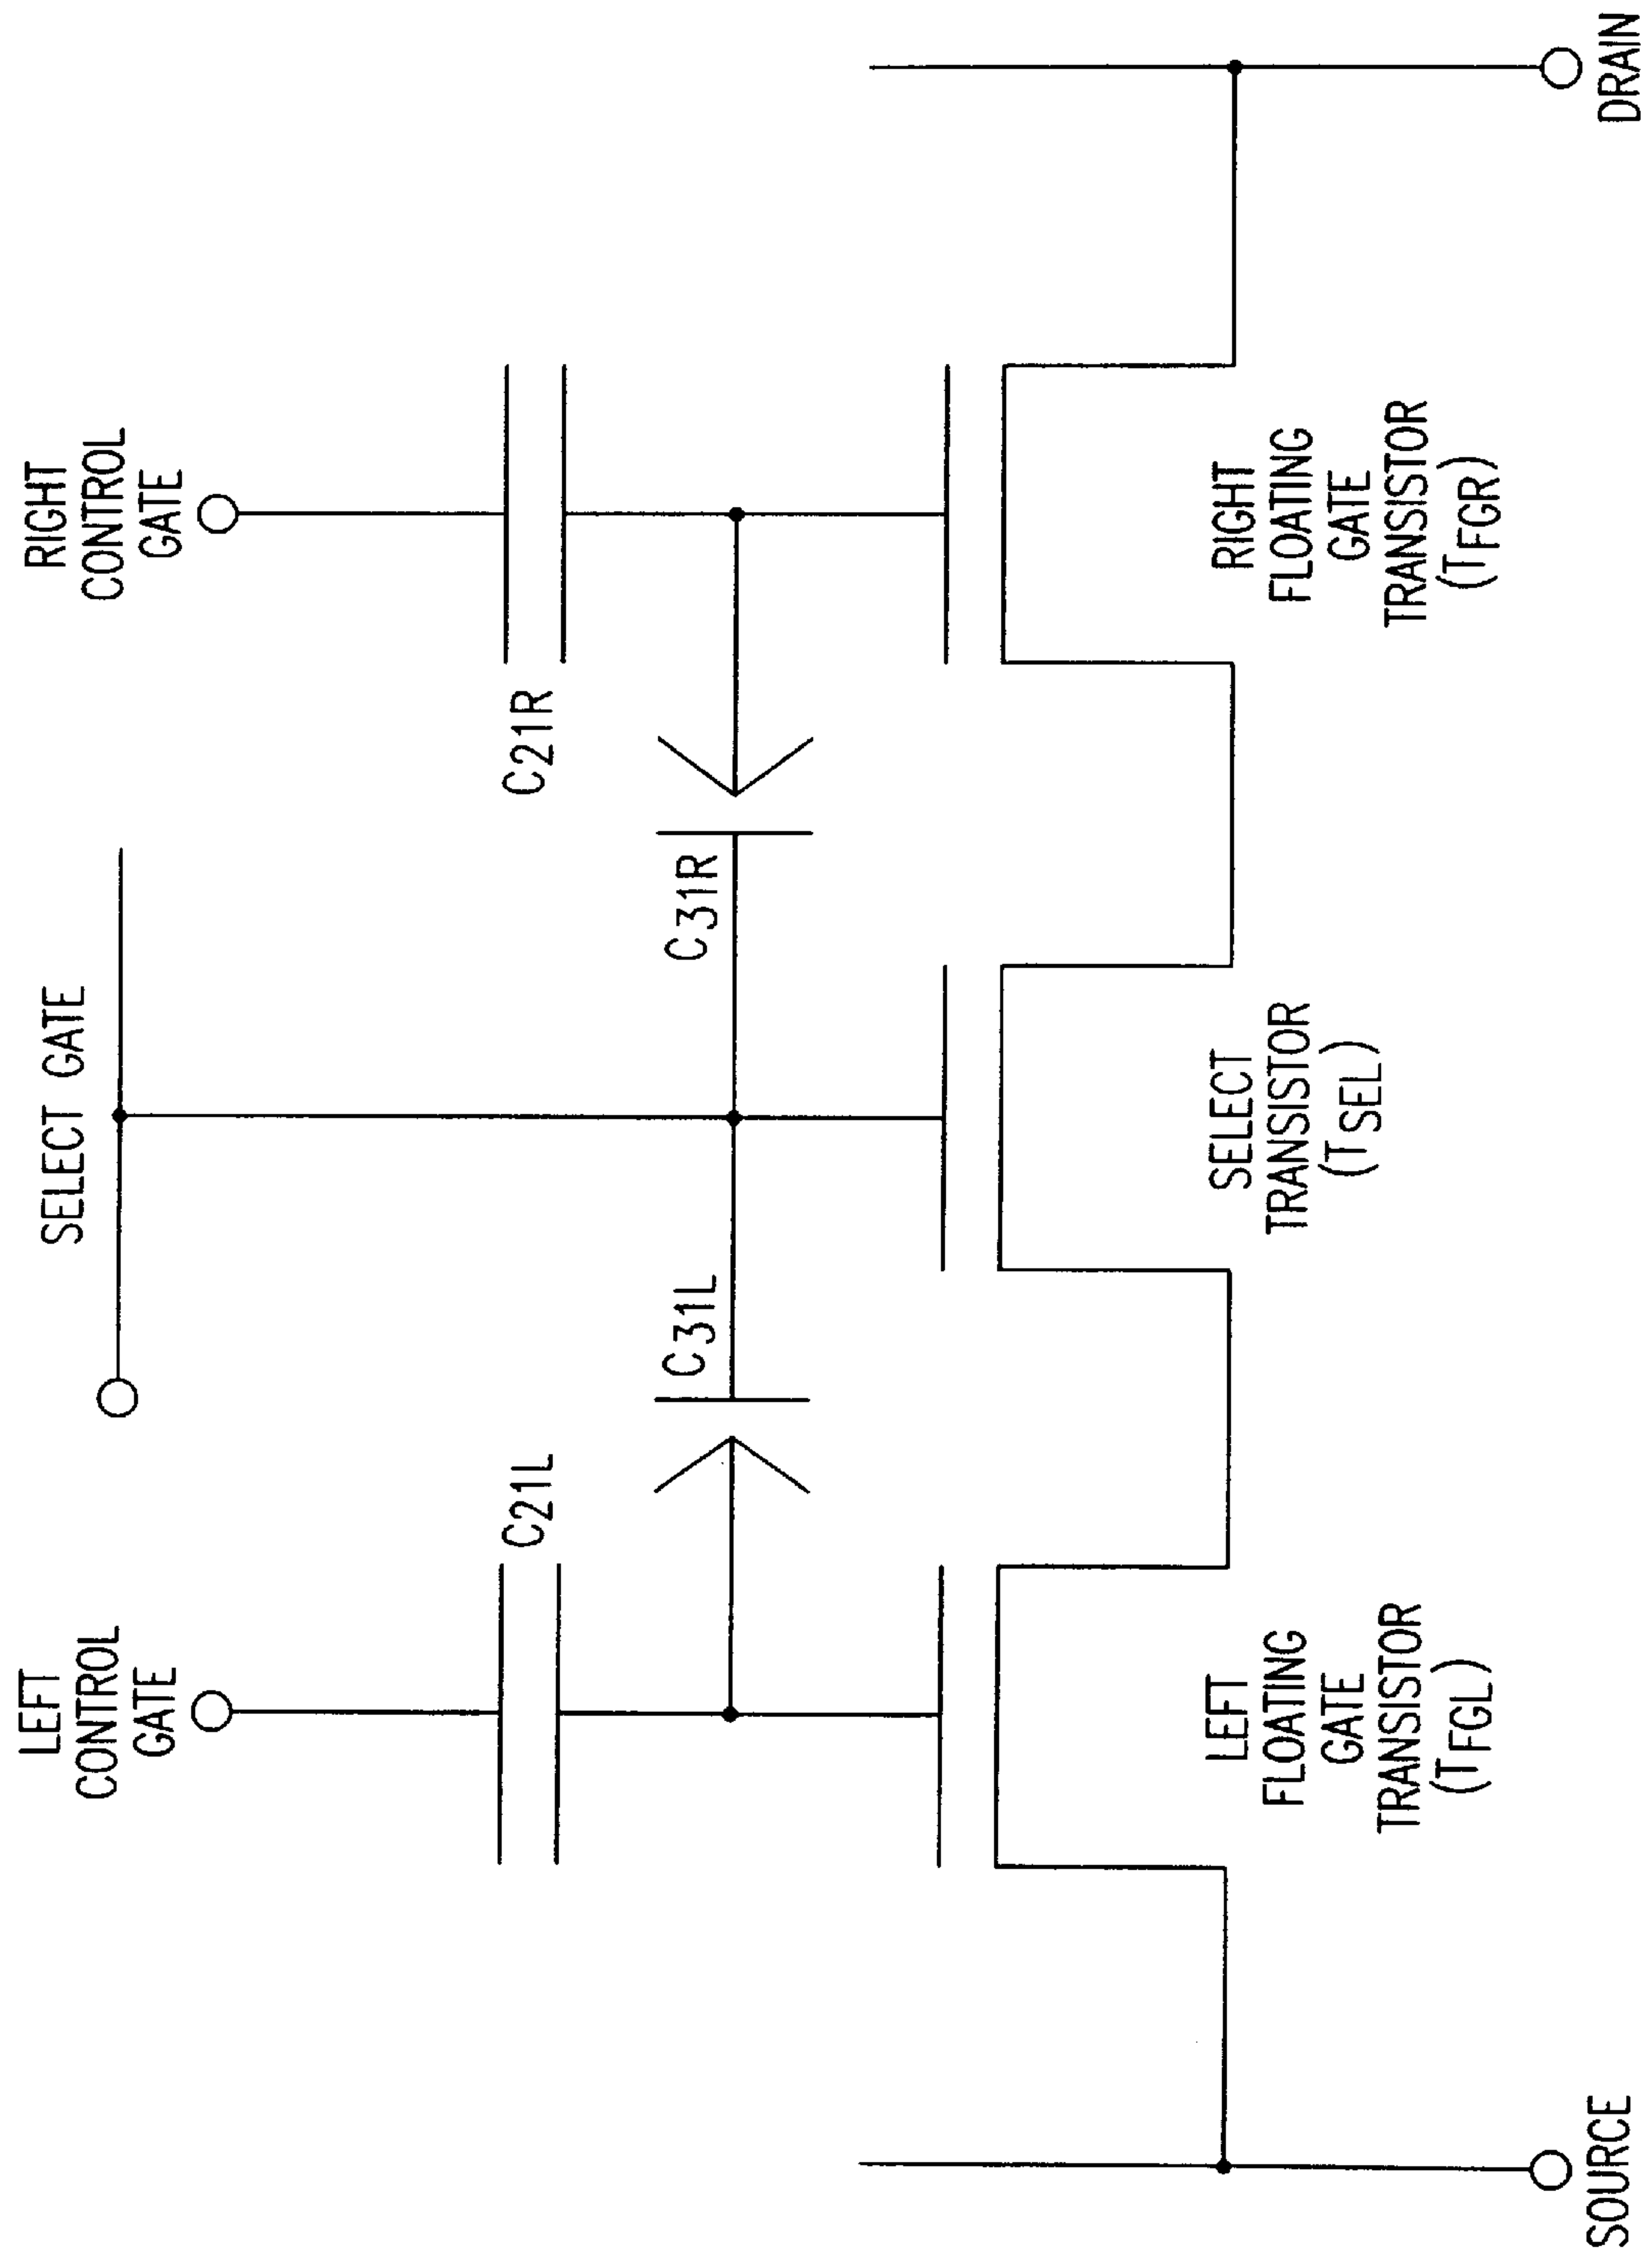 LEFT
CONTROL
GATE
SELECT GATE
RIGHT
CONTROL
GATE
C21L
C21R
C31L
C31R
LEFT
FLOATING
GATE
TRANSISTOR
(TFGL)
SELECT
TRANSISTOR
(TSEL)
RIGHT
FLOATING
GATE
TRANSISTOR
(TFGR)
SOURCE
DRAIN